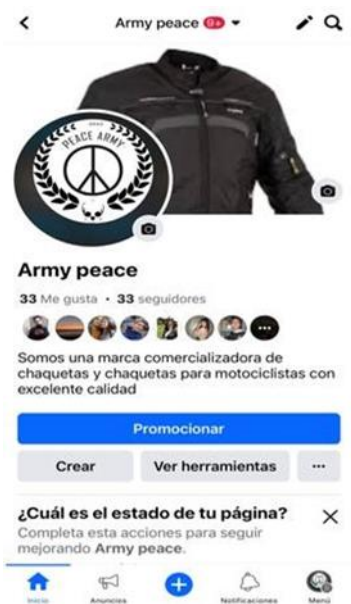 Army peace 9+
PEACE ARMY
Army peace
33 Me gusta • 33 seguidores
Somos una marca comercializadora de
chaquetas y chaquetas para motociclistas con
excelente calidad
Promocionar
Crear Ver herramientas ...
¿Cuál es el estado de tu página?
Completa esta acciones para seguir
mejorando Army peace.
Inicio Anuncios Notificaciones Menú